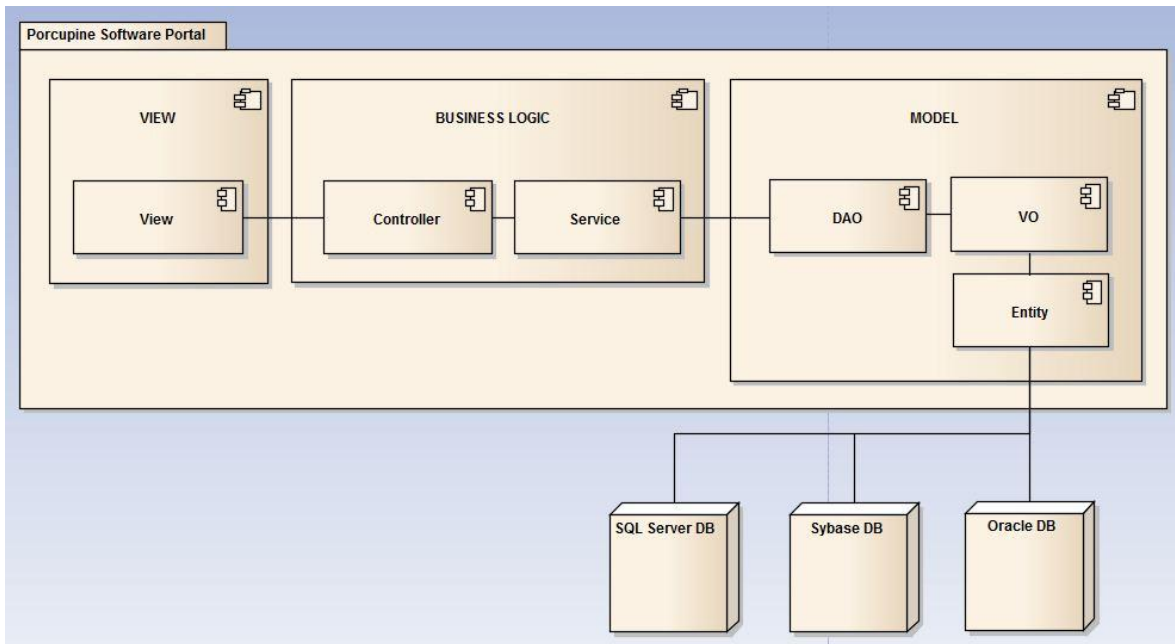 Porcupine Software Portal
VIEW
BUSINESS LOGIC
MODEL
View
Controller
Service
DAO
VO
Entity
SQL Server DB
Sybase DB
Oracle DB